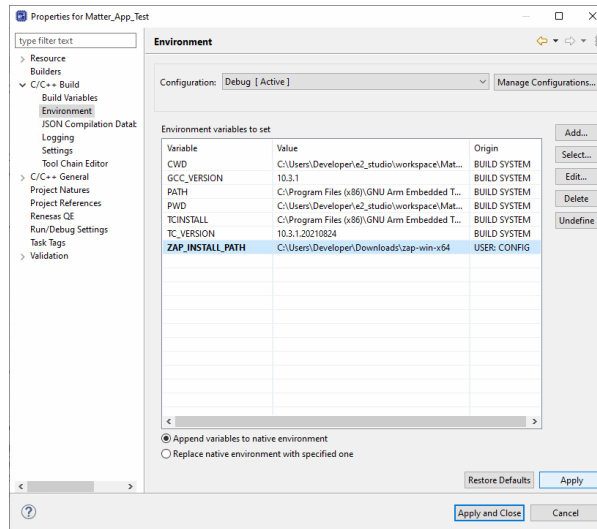 Properties for Matter_App_Test
type filter text
Environment
Resource
Builders
C/C++ Build
Build Variables
Environment
JSON Compilation Datab
Logging
Settings
Tool Chain Editor
C/C++ General
Project Natures
Project References
Renesas QE
Run/Debug Settings
Task Tags
Validation
Configuration: Debug [ Active ]
Manage Configurations...
Environment variables to set
Variable Value Origin
CWD C:\Users\Developer\e2_studio\workspace\Mat... BUILD SYSTEM
GCC_VERSION 10.3.1 BUILD SYSTEM
PATH C:\Program Files (x86)\GNU Arm Embedded T... BUILD SYSTEM
PWD C:\Users\Developer\e2_studio\workspace\Mat... BUILD SYSTEM
TCINSTALL C:\Program Files (x86)\GNU Arm Embedded T... BUILD SYSTEM
TC_VERSION 10.3.1.20210824 BUILD SYSTEM
ZAP_INSTALL_PATH C:\Users\Developer\Downloads\zap-win-x64 USER: CONFIG
Add...
Select...
Edit...
Delete
Undefine
Append variables to native environment
Replace native environment with specified one
Restore Defaults Apply
Apply and Close Cancel